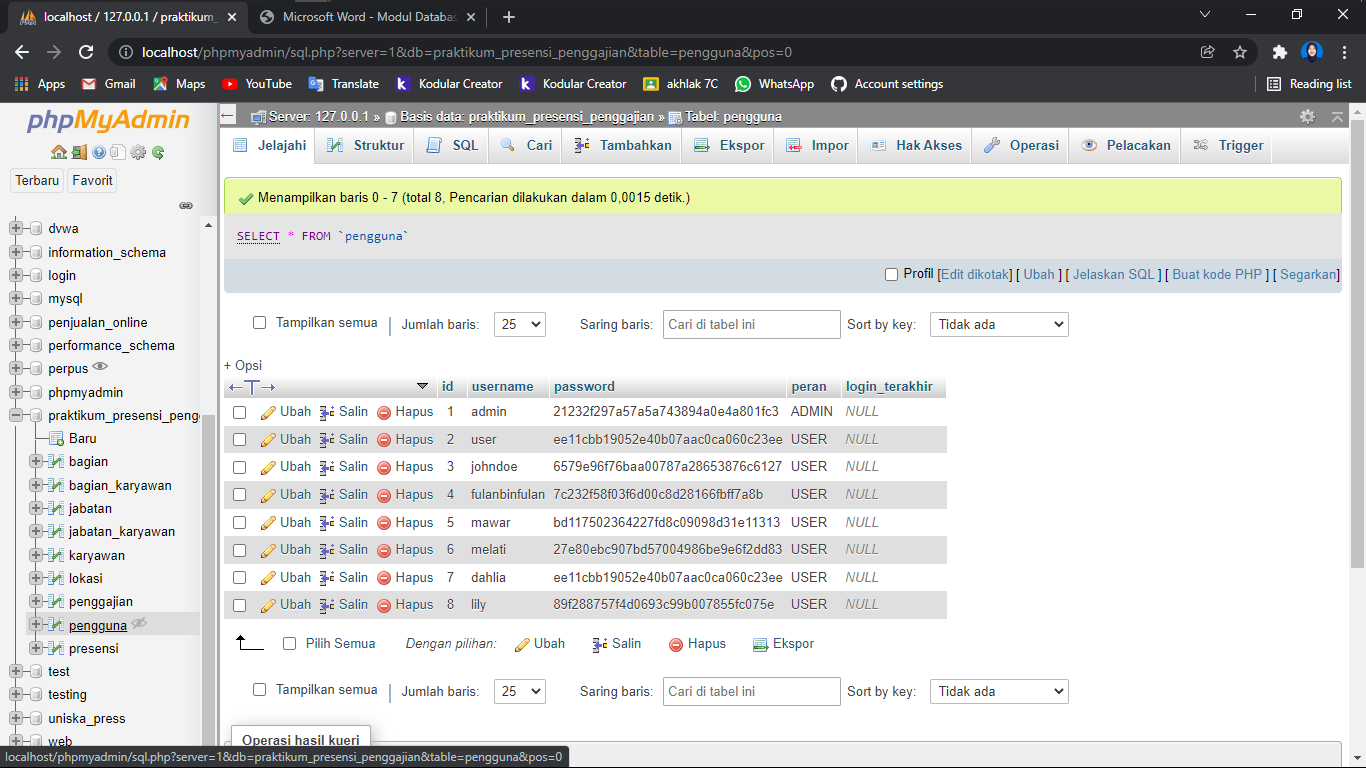 localhost / 127.0.0.1 / praktikum_
Microsoft Word - Modul Databas
localhost/phpmyadmin/sql.php?server=1&db=praktikum_presensi_penggajian&table=pengguna&pos=0
Apps Gmail Maps YouTube Translate Kodular Creator Kodular Creator akhlak 7C WhatsApp Account settings Reading list
phpMyAdmin
Terbaru Favorit
dvwa
information_schema
login
mysql
penjualan_online
performance_schema
perpus
phpmyadmin
praktikum_presensi_pengg
Baru
bagian
bagian_karyawan
jabatan
jabatan_karyawan
karyawan
lokasi
penggajian
pengguna
presensi
test
testing
uniska_press
web
Server: 127.0.0.1 » Basis data: praktikum_presensi_penggajian » Tabel: pengguna
Jelajahi Struktur SQL Cari Tambahkan Ekspor Impor Hak Akses Operasi Pelacakan Trigger
Menampilkan baris 0 - 7 (total 8, Pencarian dilakukan dalam 0,0015 detik.)
SELECT * FROM `pengguna`
Profil [Edit dikotak] [ Ubah ] [ Jelaskan SQL ] [ Buat kode PHP ] [ Segarkan]
Tampilkan semua | Jumlah baris: 25 Saring baris: Cari di tabel ini Sort by key: Tidak ada
+ Opsi
←T→ id username password peran login_terakhir
Ubah Salin Hapus 1 admin 21232f297a57a5a743894a0e4a801fc3 ADMIN NULL
Ubah Salin Hapus 2 user ee11cbb19052e40b07aac0ca060c23ee USER NULL
Ubah Salin Hapus 3 johndoe 6579e96f76baa00787a28653876c6127 USER NULL
Ubah Salin Hapus 4 fulanbinfulan 7c232f58f03f6d00c8d28166fbff7a8b USER NULL
Ubah Salin Hapus 5 mawar bd117502364227fd8c09098d31e11313 USER NULL
Ubah Salin Hapus 6 melati 27e80ebc907bd57004986be9e6f2dd83 USER NULL
Ubah Salin Hapus 7 dahlia ee11cbb19052e40b07aac0ca060c23ee USER NULL
Ubah Salin Hapus 8 lily 89f288757f4d0693c99b007855fc075e USER NULL
Pilih Semua Dengan pilihan: Ubah Salin Hapus Ekspor
Tampilkan semua | Jumlah baris: 25 Saring baris: Cari di tabel ini Sort by key: Tidak ada
Operasi hasil kueri
localhost/phpmyadmin/sql.php?server=1&db=praktikum_presensi_penggajian&table=pengguna&pos=0